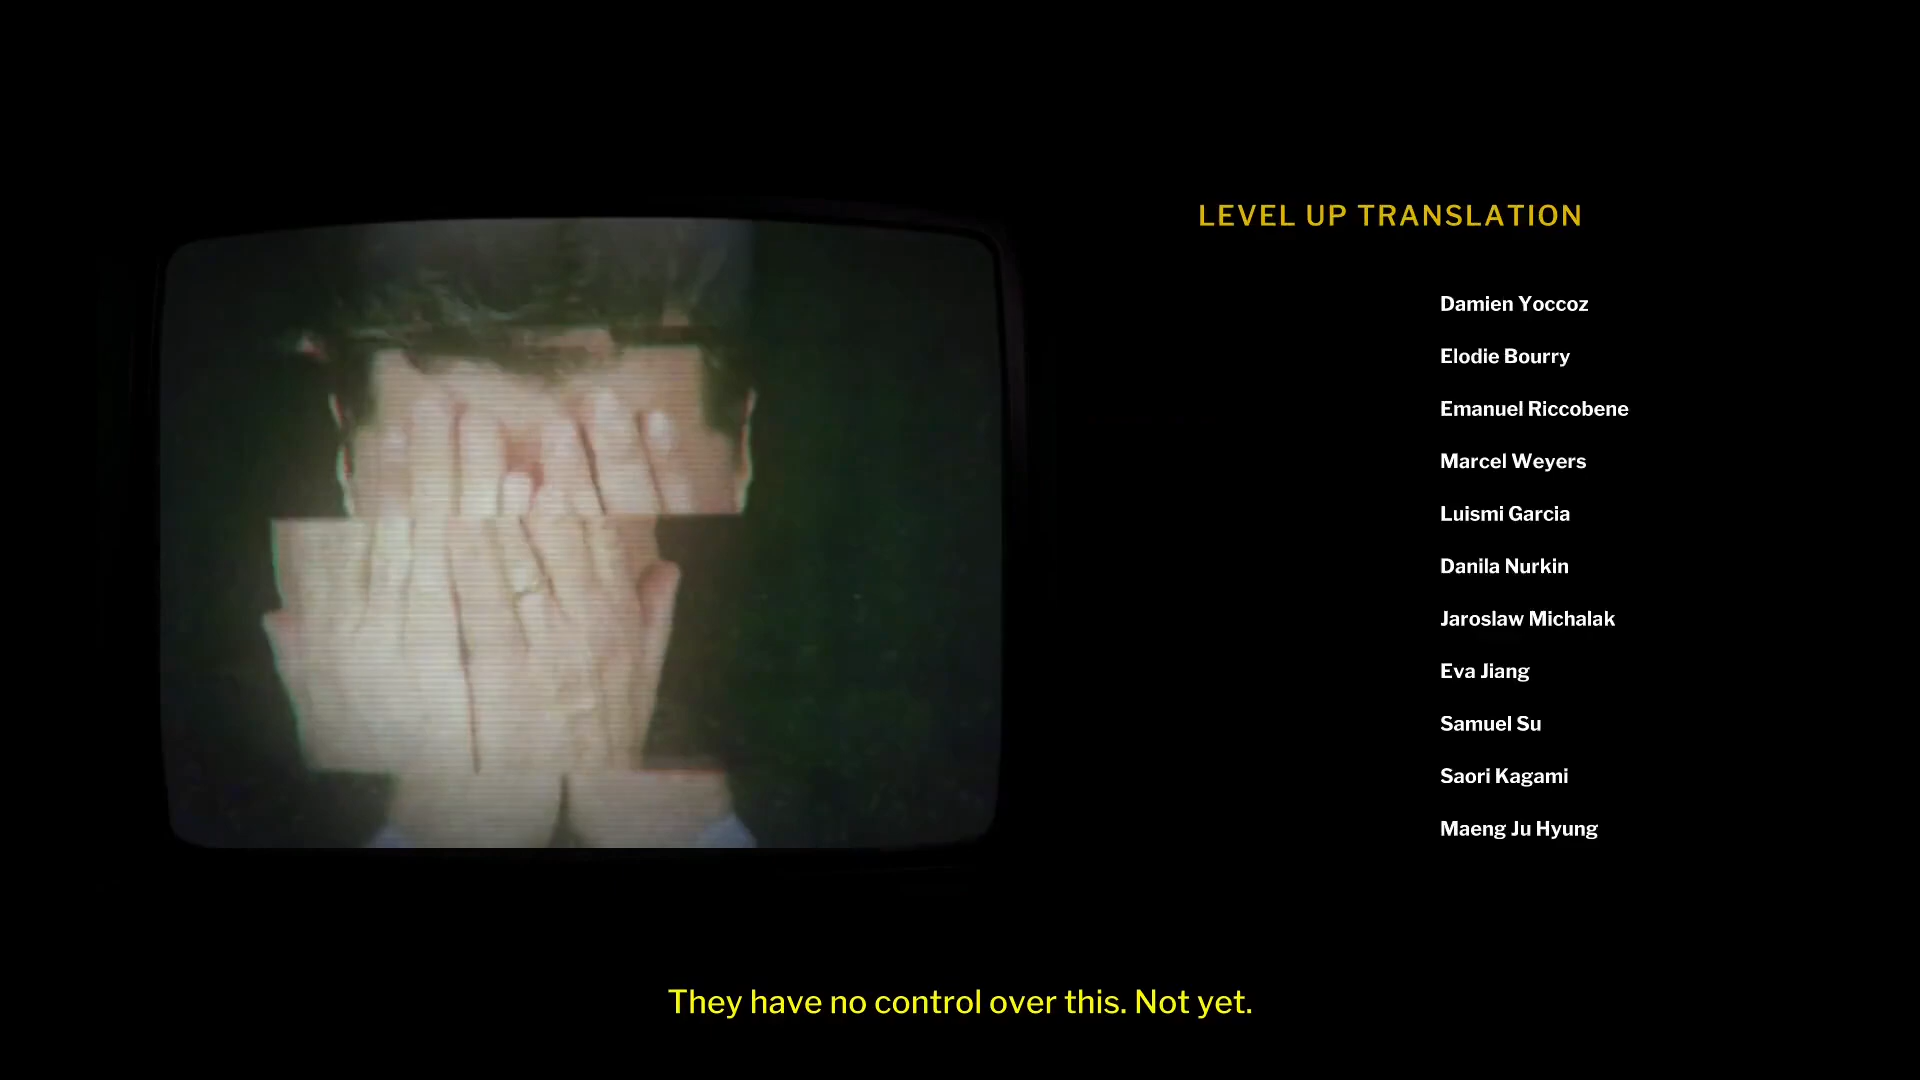 LEVEL UP TRANSLATION
Damien Yoccoz
Elodie Bourry
Emanuel Riccobene
Marcel Weyers
Luismi Garcia
Danila Nurkin
Jaroslaw Michalak
Eva Jiang
Samuel Su
Saori Kagami
Maeng Ju Hyung
They have no control over this. Not yet.